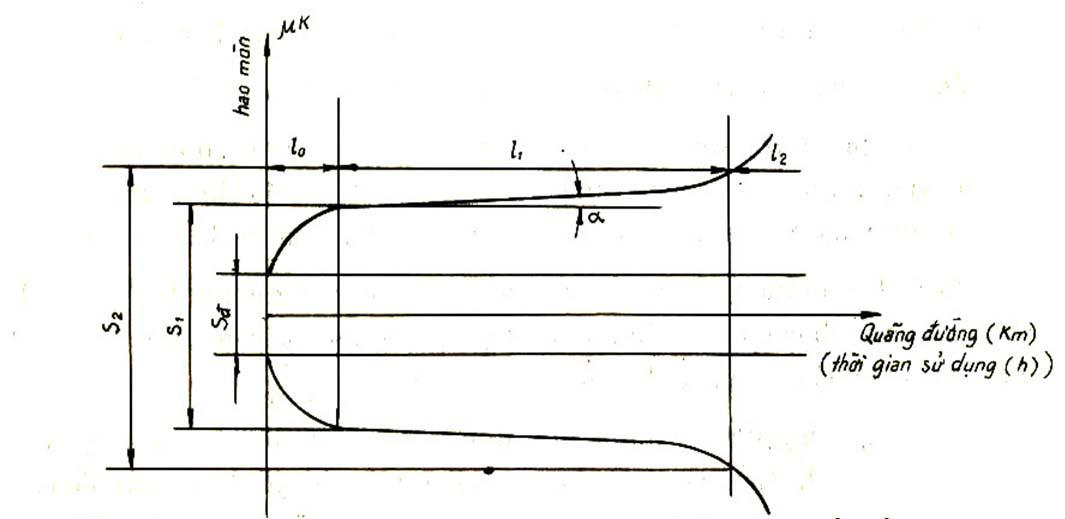 μK
hao mòn
l₀
l₁
l₂
α
S₂
S₁
Sđ
Quãng đường (Km)
(thời gian sử dụng (h))